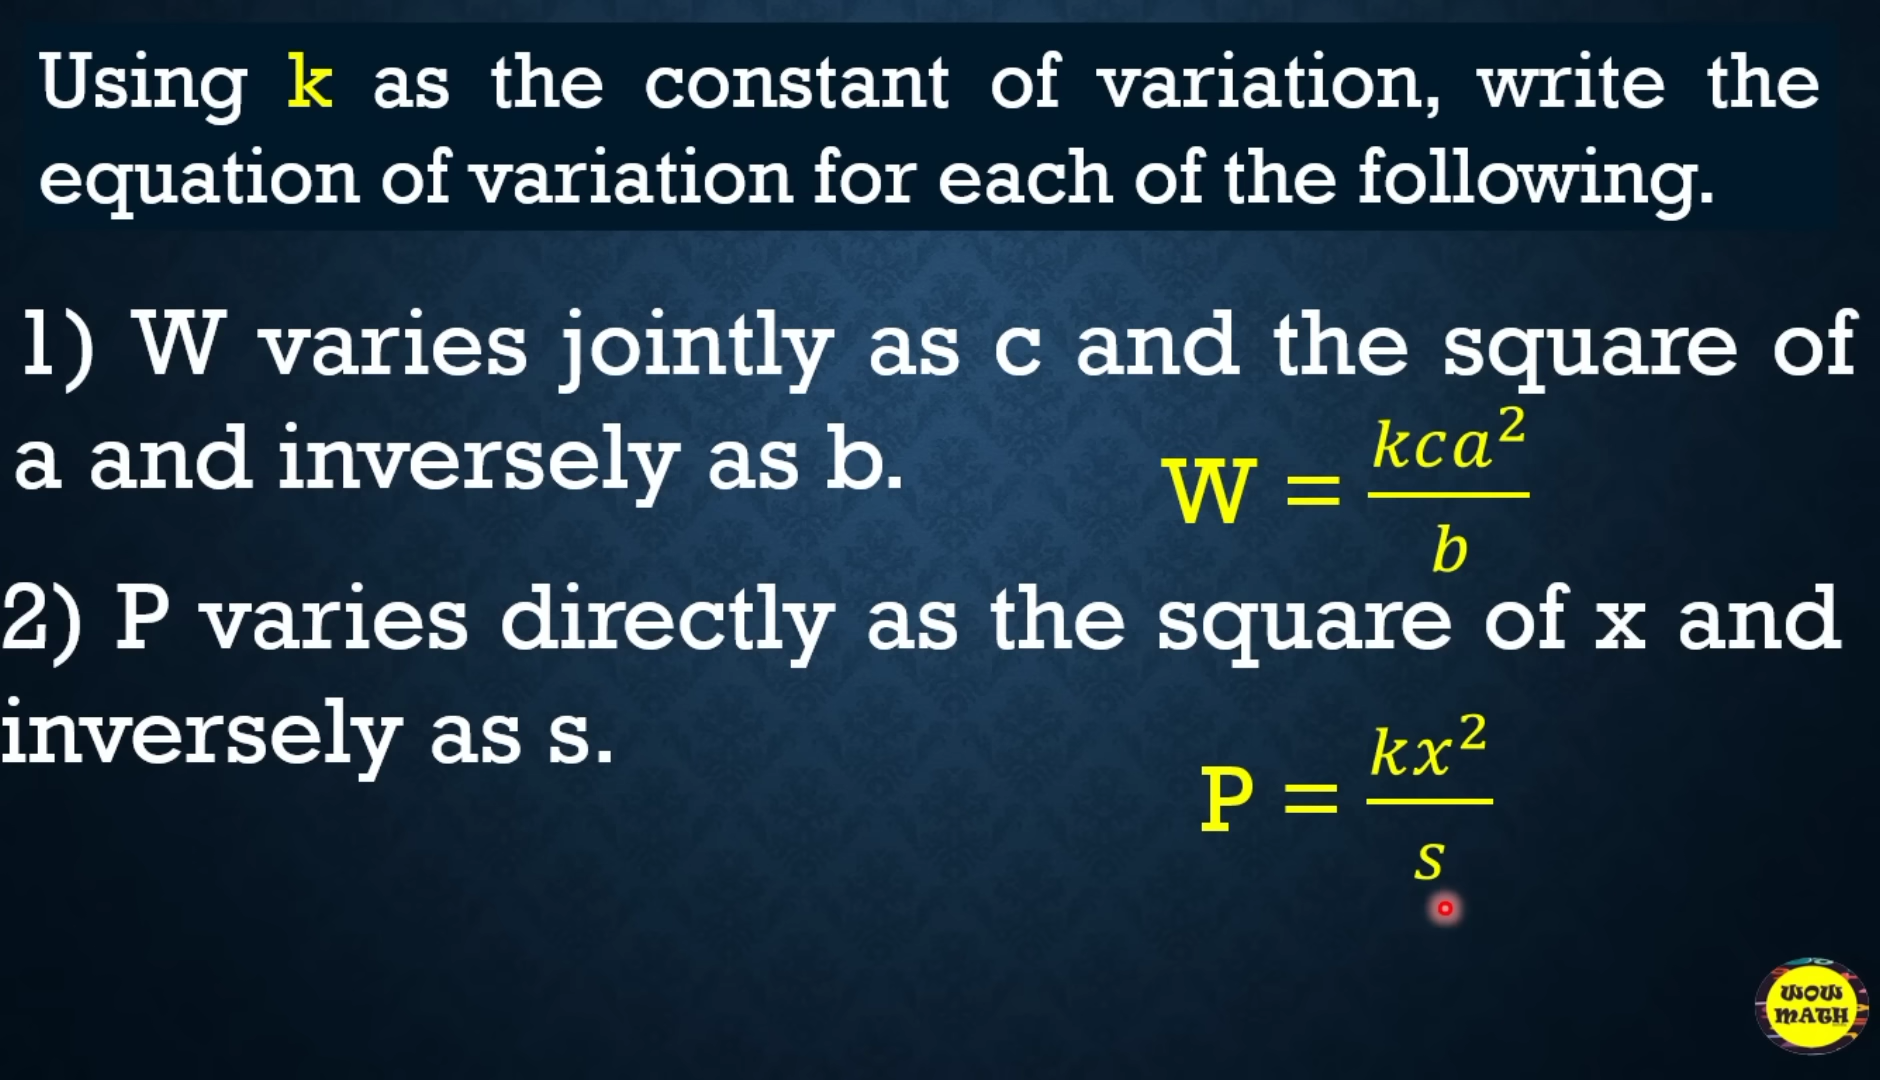 Using k as the constant of variation, write the
equation of variation for each of the following.
1) W varies jointly as c and the square of
a and inversely as b.
W = kca²/b
2) P varies directly as the square of x and
inversely as s.
P = kx²/s
WOW
MATH